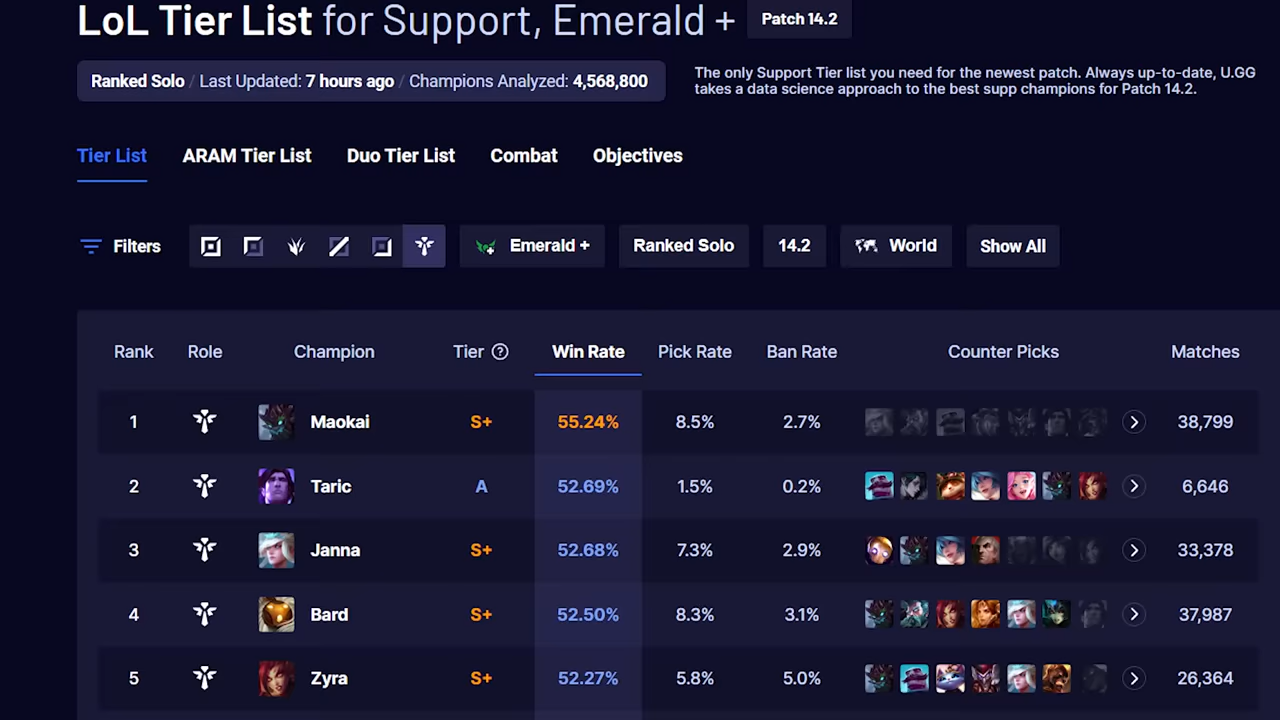 LoL Tier List for Support, Emerald + Patch 14.2
Ranked Solo / Last Updated: 7 hours ago / Champions Analyzed: 4,568,800
The only Support Tier list you need for the newest patch. Always up-to-date, U.GG
takes a data science approach to the best supp champions for Patch 14.2.
Tier List ARAM Tier List Duo Tier List Combat Objectives
Filters Emerald + Ranked Solo 14.2 World Show All
Rank Role Champion Tier ? Win Rate Pick Rate Ban Rate Counter Picks Matches
1 Maokai S+ 55.24% 8.5% 2.7% 38,799
2 Taric A 52.69% 1.5% 0.2% 6,646
3 Janna S+ 52.68% 7.3% 2.9% 33,378
4 Bard S+ 52.50% 8.3% 3.1% 37,987
5 Zyra S+ 52.27% 5.8% 5.0% 26,364